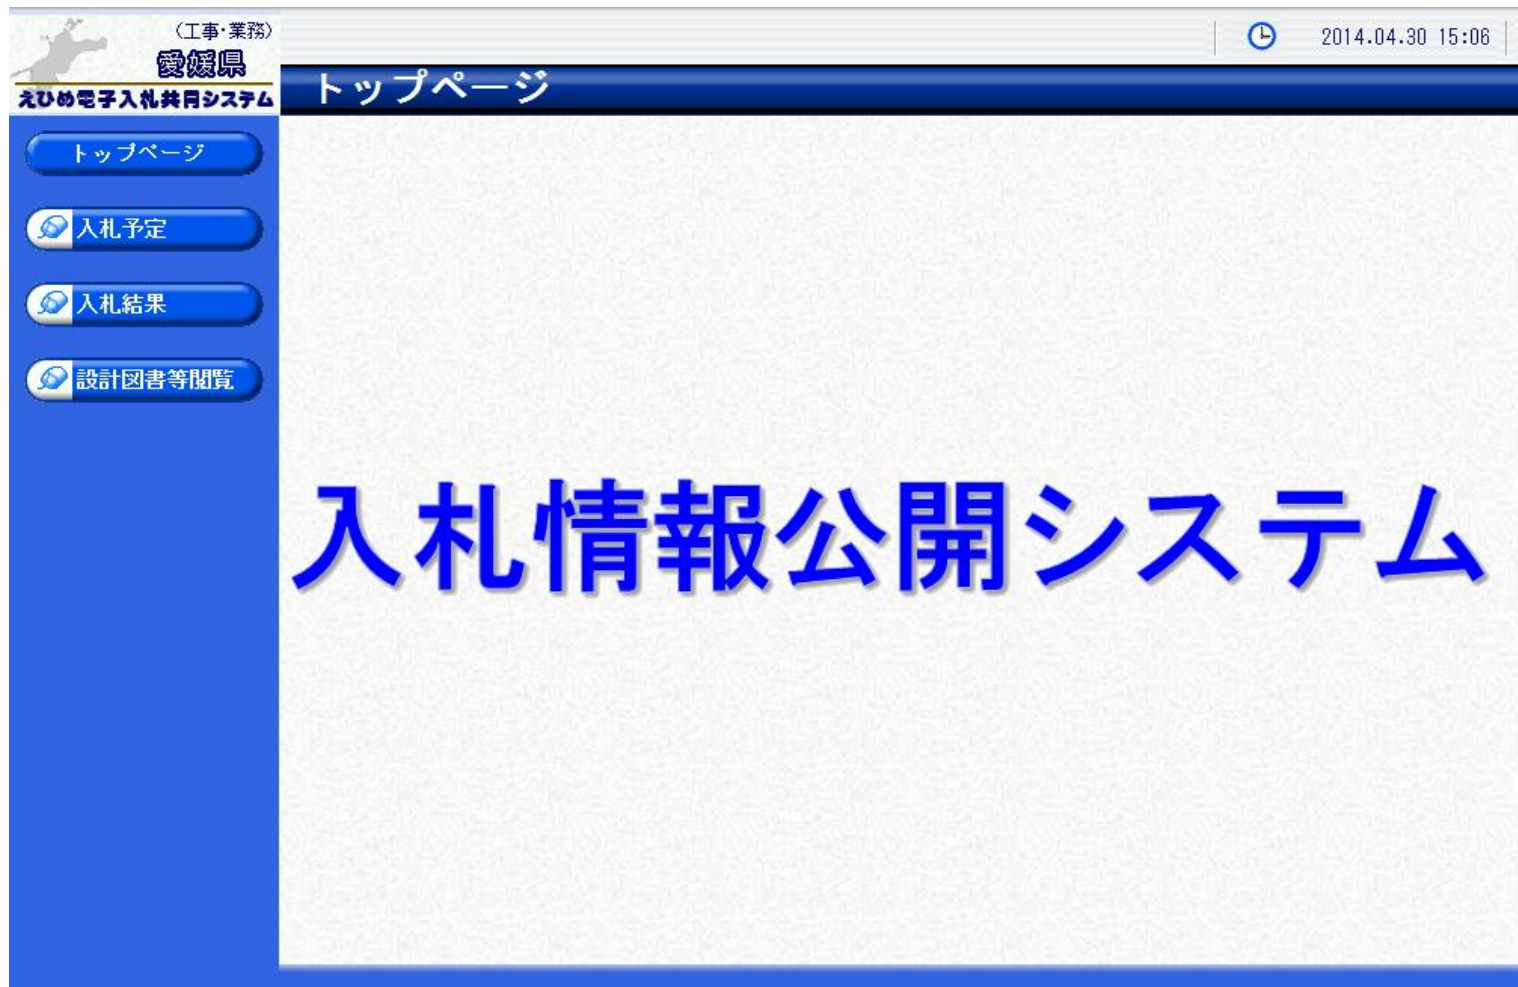 (工事・業務)
愛媛県
えひめ電子入札共同システム
2014.04.30 15:06
トップページ
トップページ
入札予定
入札結果
設計図書等閲覧
入札情報公開システム